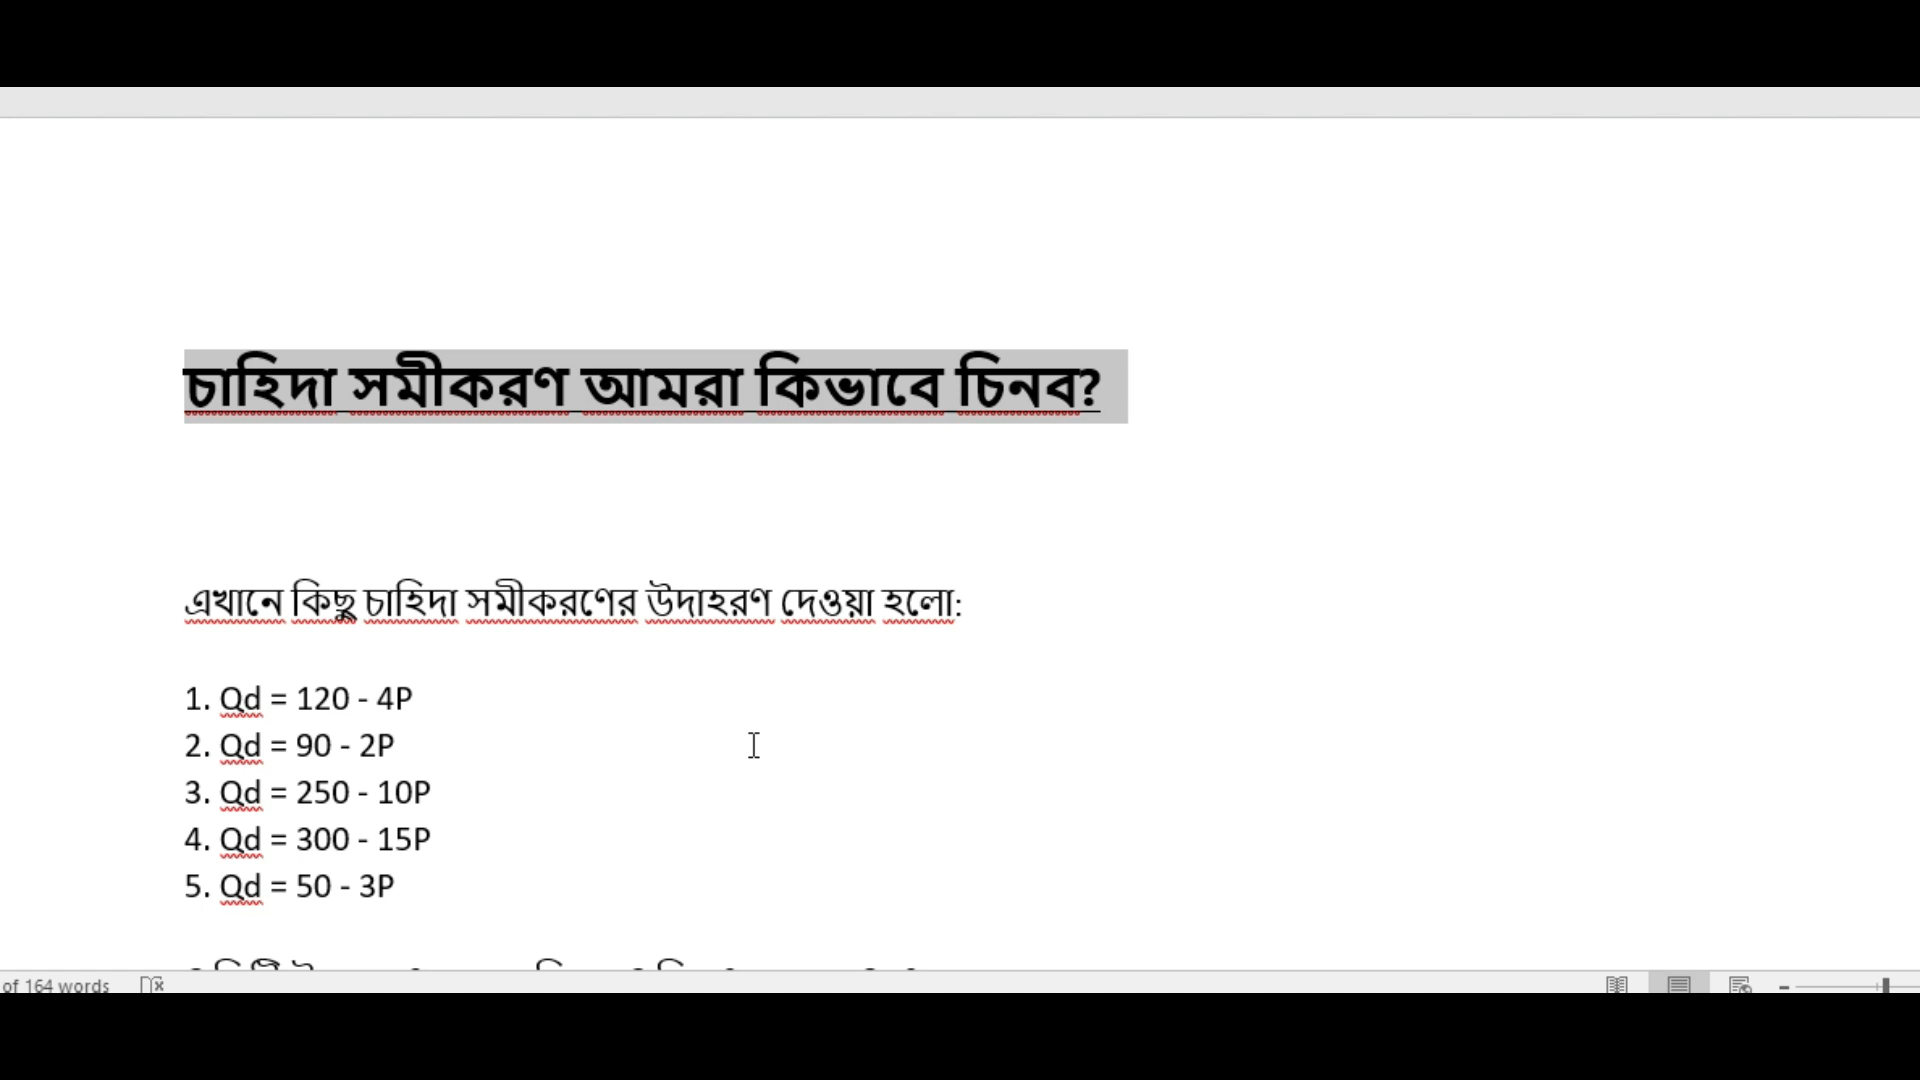 চাহিদা সমীকরণ আমরা কিভাবে চিনব?
এখানে কিছু চাহিদা সমীকরণের উদাহরণ দেওয়া হলো:
1. Qd = 120 - 4P
2. Qd = 90 - 2P
3. Qd = 250 - 10P
4. Qd = 300 - 15P
5. Qd = 50 - 3P
of 164 words